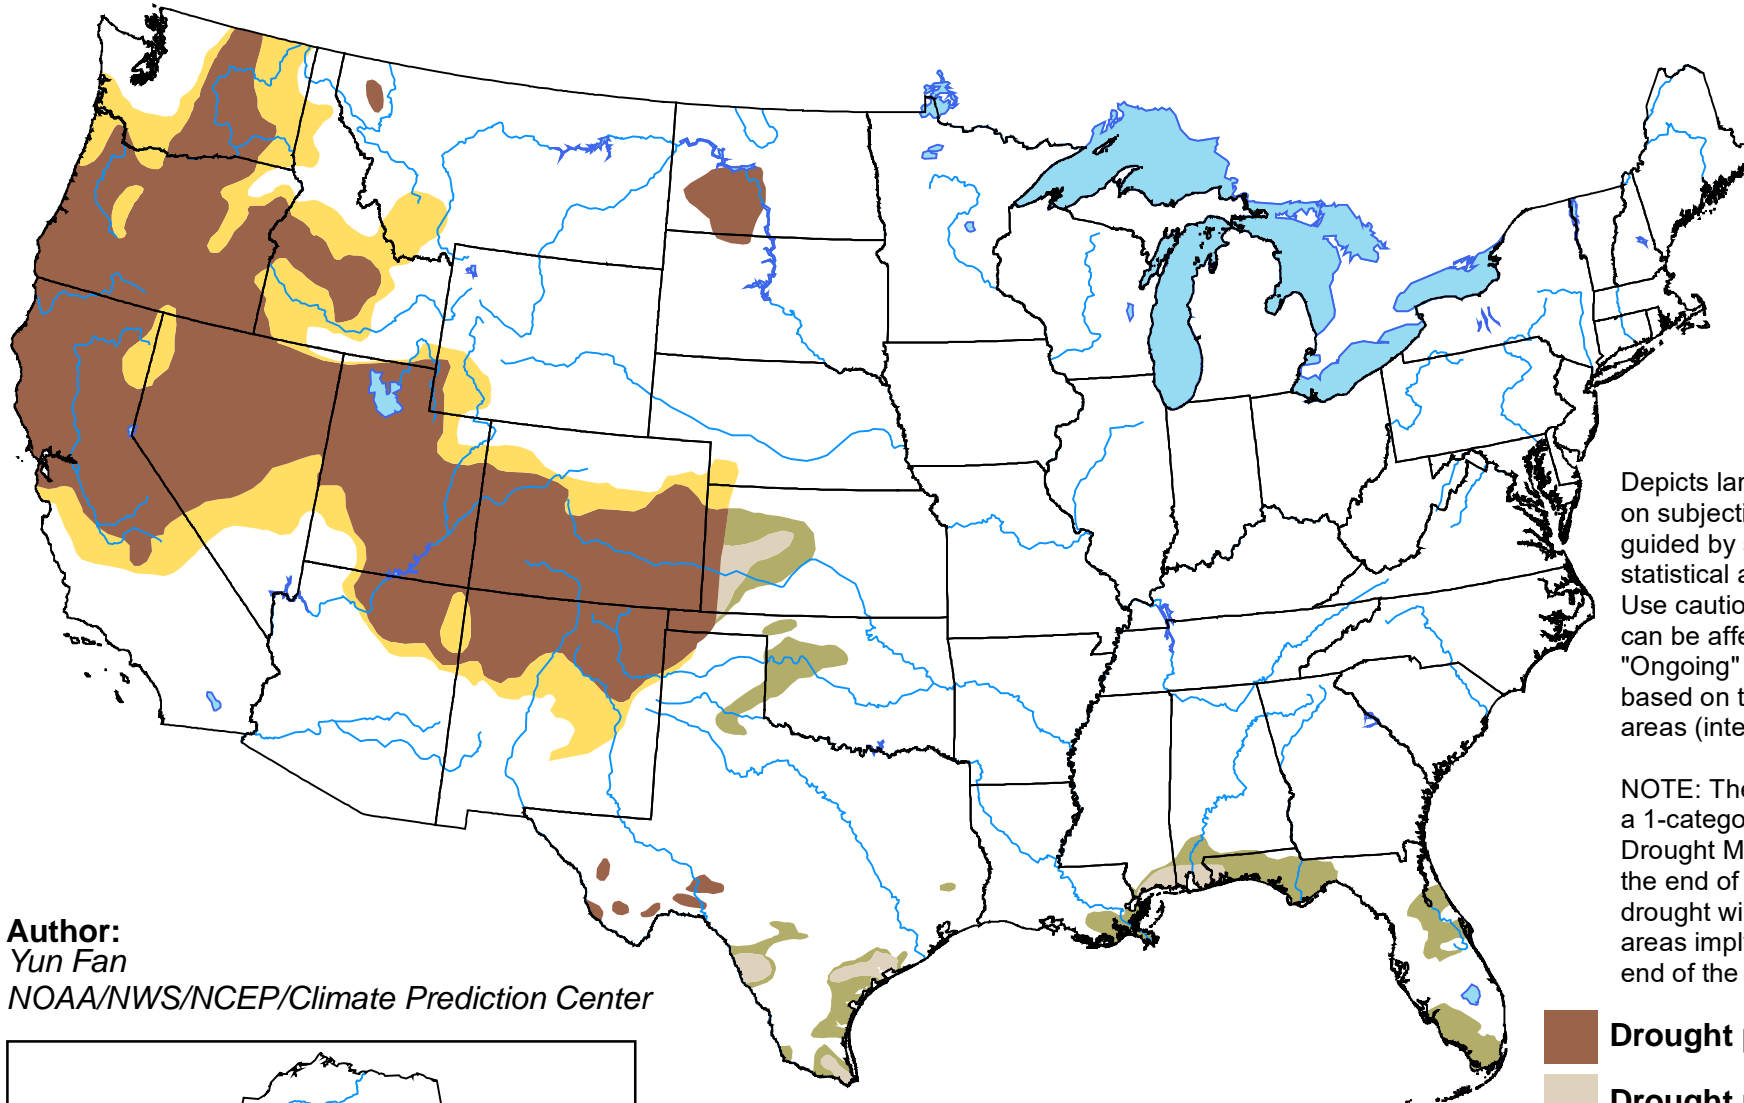 Depicts lar
on subjecti
guided by
statistical a
Use cautio
can be affe
"Ongoing"
based on t
areas (inte
NOTE: The
a 1-catego
Drought M
the end of
drought wi
areas impl
end of the
Author:
Yun Fan
NOAA/NWS/NCEP/Climate Prediction Center
Drought
Drought